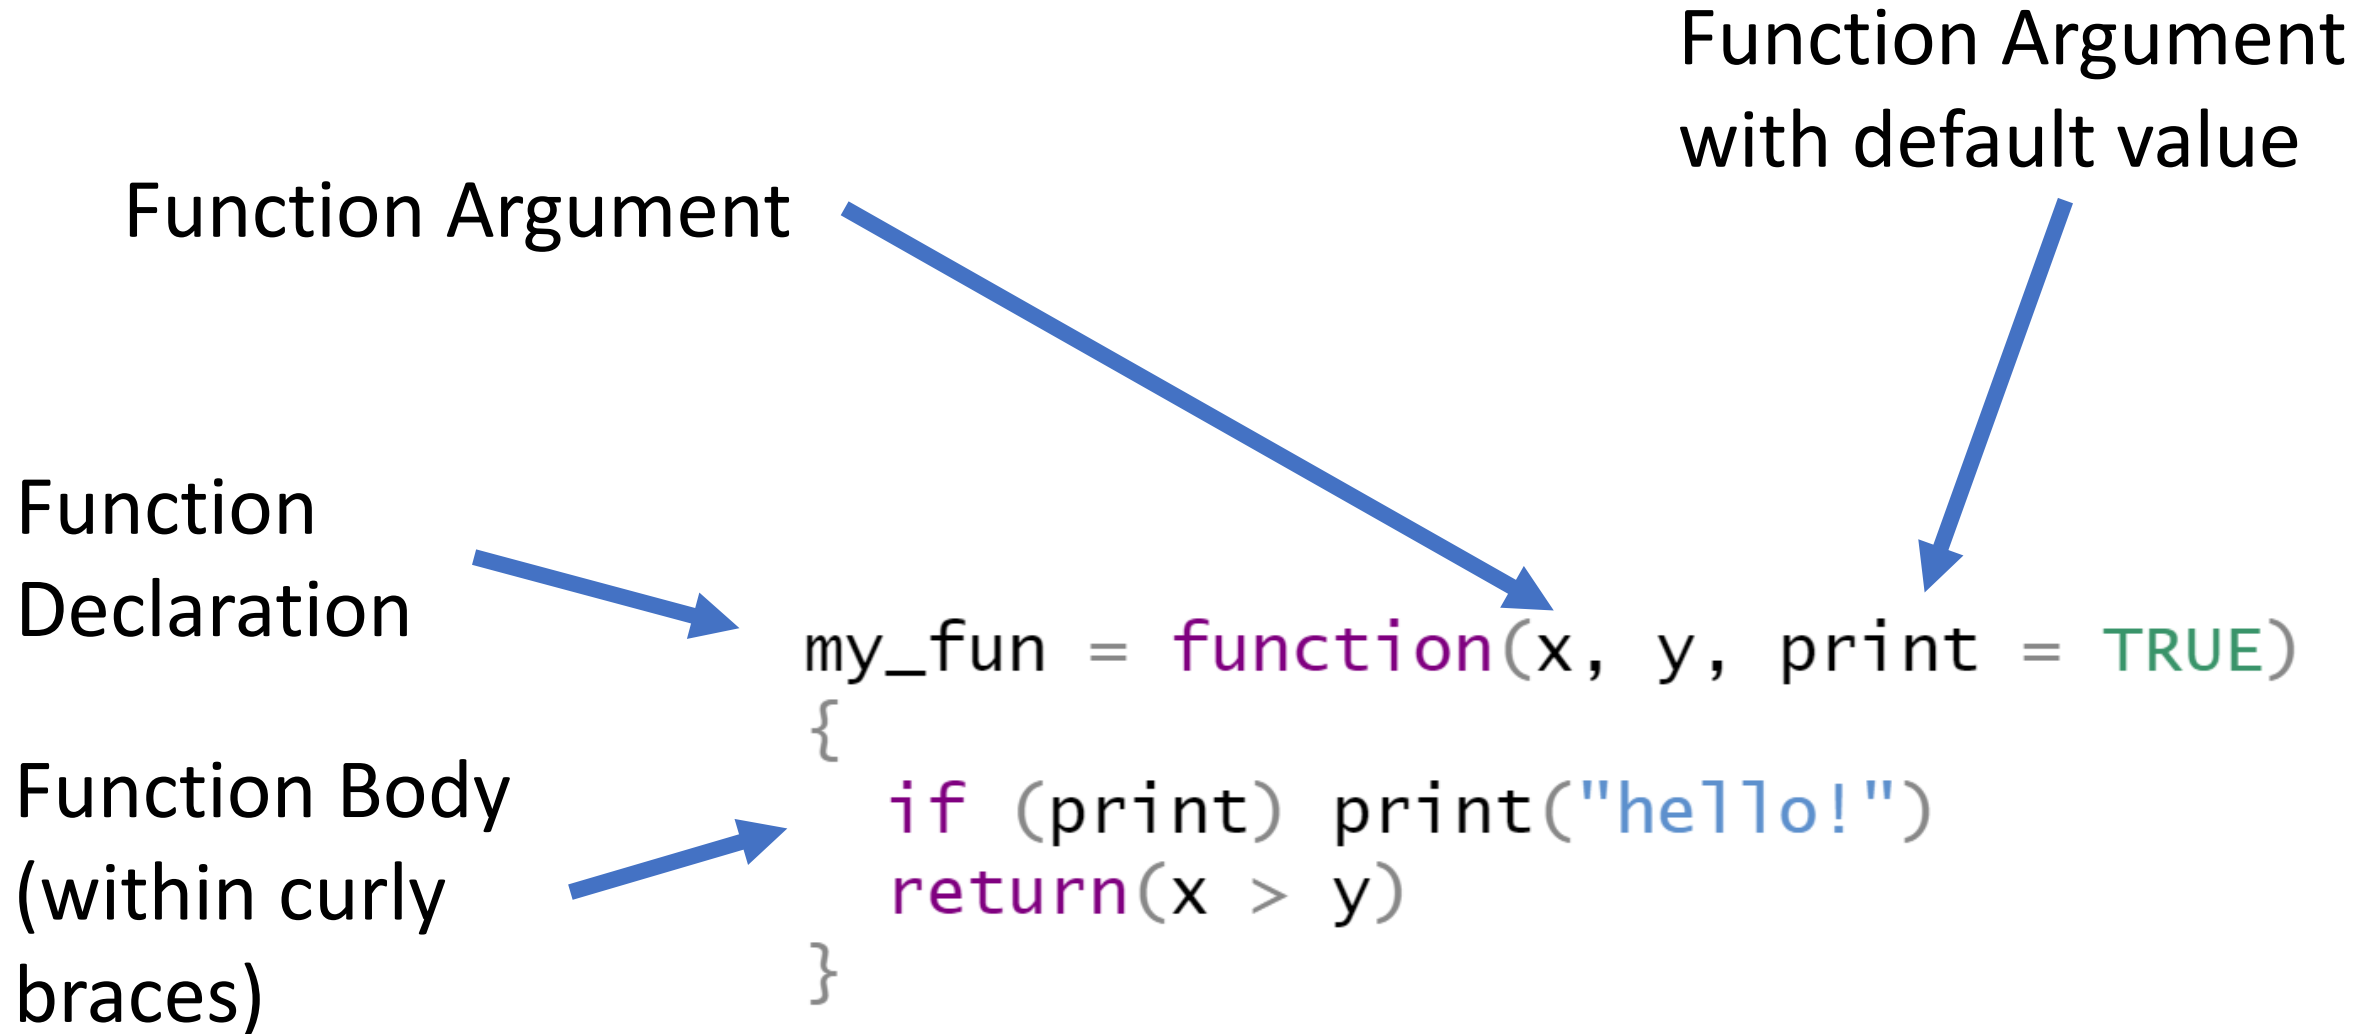 Function Argument
with default value
Function Argument
Function
Declaration
my_fun = function(x, y, print = TRUE)
{
Function Body
(within curly
braces)
if (print) print("hello!")
return(x > y)
}